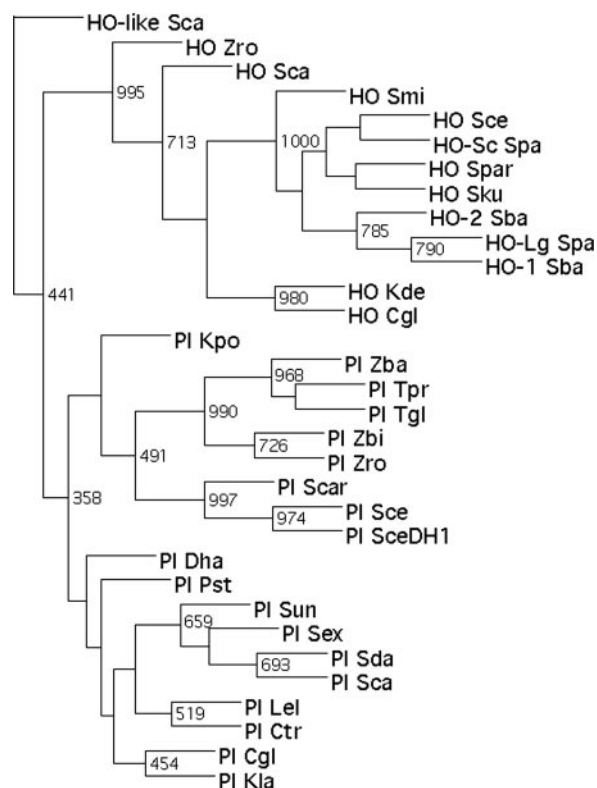 HO-like Sca
HO Zro
HO Sca
995
HO Smi
HO Sce
713
1000
HO-Sc Spa
HO Spar
HO Sku
HO-2 Sba
785
HO-Lg Spa
790
HO-1 Sba
441
HO Kde
980
HO Cgl
PI Kpo
PI Zba
968
PI Tpr
990
PI Tgl
PI Zbi
726
491
PI Zro
PI Scar
358
997
PI Sce
974
PI SceDH1
PI Dha
PI Pst
PI Sun
659
PI Sex
PI Sda
693
PI Sca
PI Lel
519
PI Ctr
PI Cgl
454
PI Kla